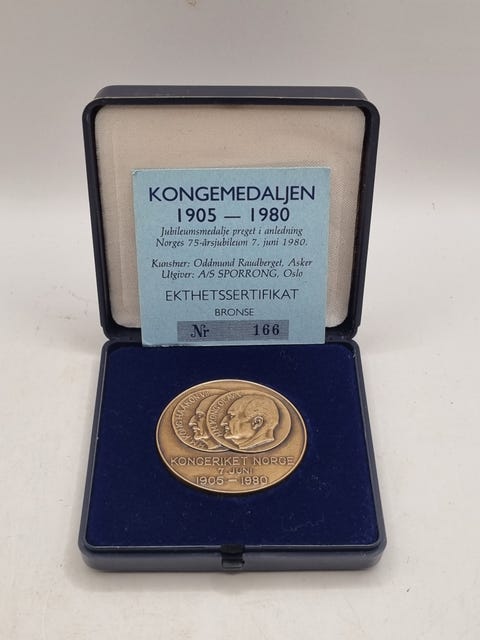 KONGEMEDALJEN
1905 — 1980
Jubileumsmedalje preget i anledning
Norges 75-årsjubileum 7. juni 1980.
Kunstner: Oddmund Raudberget, Asker
Utgiver: A/S SPORRONG, Oslo
EKTHETSSERTIFIKAT
BRONSE
Nr 166
KONGERIKET NORGE
7 JUNI
1905 – 1980